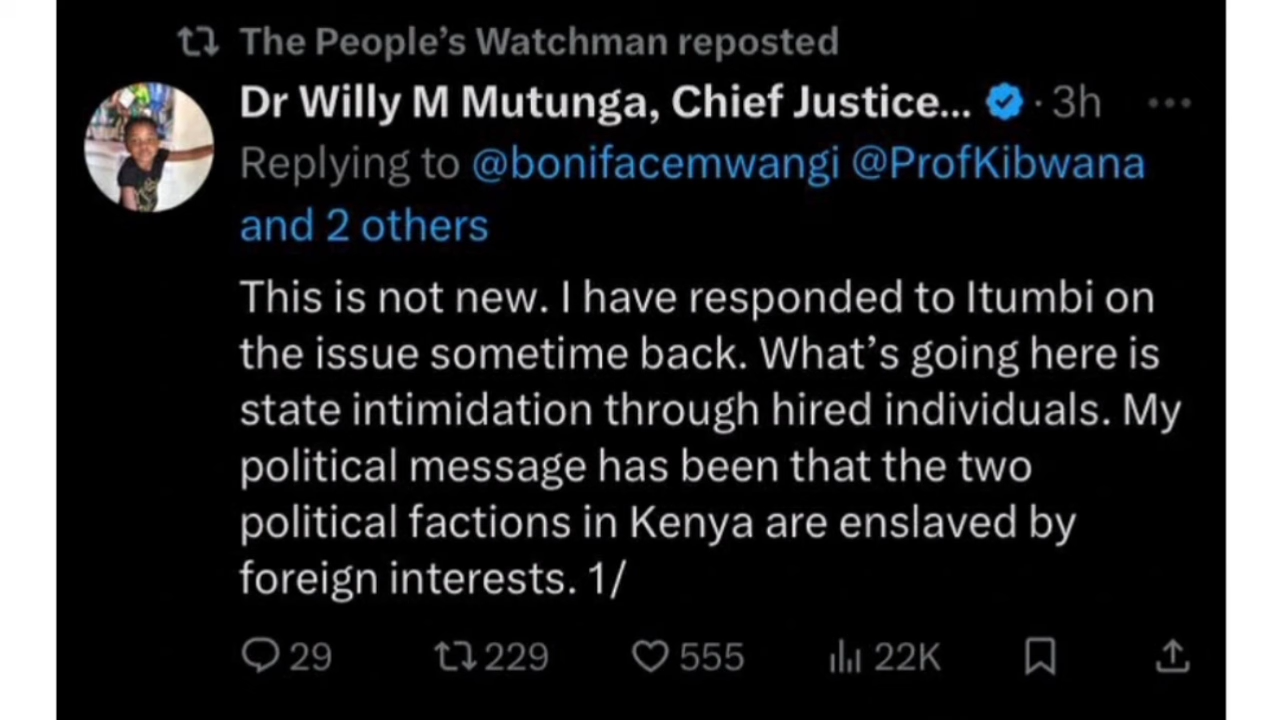 The People’s Watchman reposted
Dr Willy M Mutunga, Chief Justice... · 3h
Replying to @bonifacemwangi @ProfKibwana
and 2 others
This is not new. I have responded to Itumbi on
the issue sometime back. What’s going here is
state intimidation through hired individuals. My
political message has been that the two
political factions in Kenya are enslaved by
foreign interests. 1/
29 229 555 22K